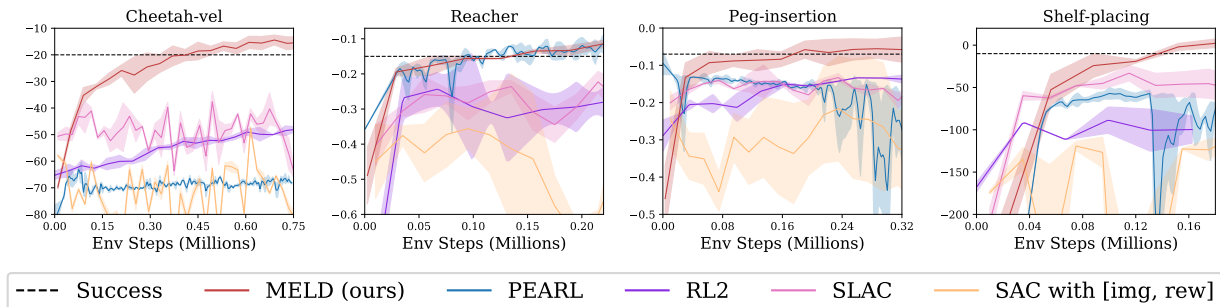 Cheetah-vel
−10
−20
−30
−40
−50
−60
−70
−80
0.00 0.15 0.30 0.45 0.60 0.75
Env Steps (Millions)
Reacher
−0.1
−0.2
−0.3
−0.4
−0.5
−0.6
0.00 0.05 0.10 0.15 0.20
Env Steps (Millions)
Peg-insertion
0.0
−0.1
−0.2
−0.3
−0.4
−0.5
0.00 0.08 0.16 0.24 0.32
Env Steps (Millions)
Shelf-placing
0
−50
−100
−150
−200
0.00 0.04 0.08 0.12 0.16
Env Steps (Millions)
Success MELD (ours) PEARL RL2 SLAC SAC with [img, rew]